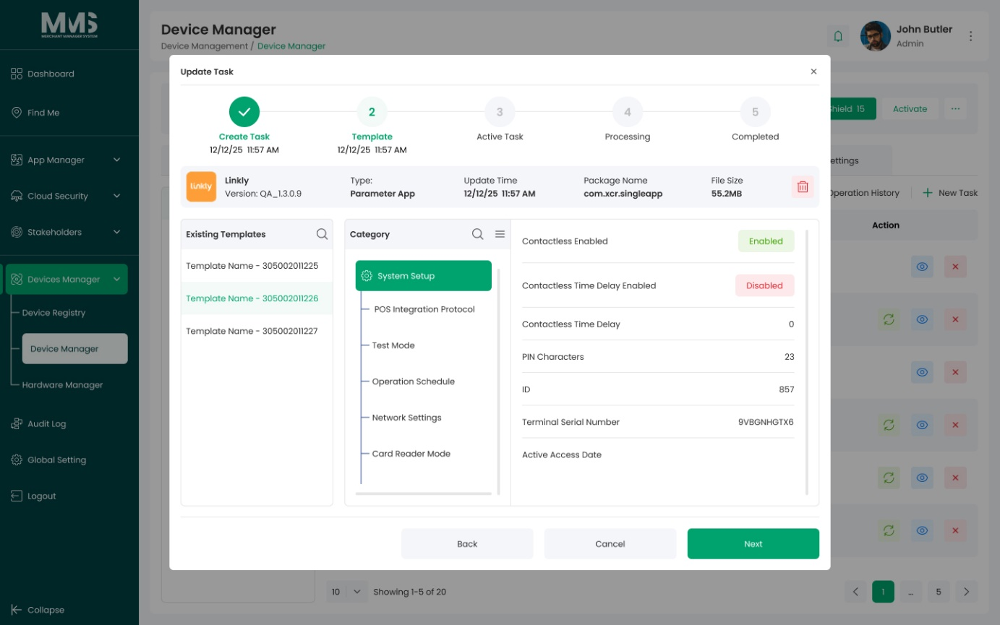 MMS
MERCHANT MANAGER SYSTEM
Dashboard
Find Me
App Manager
Cloud Security
Stakeholders
Devices Manager
Device Registry
Device Manager
Hardware Manager
Audit Log
Global Setting
Logout
Collapse
Device Manager
Device Management / Device Manager
John Butler
Admin
Shield 15
Activate
...
ettings
Operation History
New Task
Action
Update Task
2
3
4
5
Create Task
Template
Active Task
Processing
Completed
12/12/25 11:57 AM
12/12/25 11:57 AM
linkly
Linkly
Version: QA_1.3.0.9
Type:
Parameter App
Update Time
12/12/25 11:57 AM
Package Name
com.xcr.singleapp
File Size
55.2MB
Existing Templates
Template Name - 305002011225
Template Name - 305002011226
Template Name - 305002011227
Category
System Setup
POS Integration Protocol
Test Mode
Operation Schedule
Network Settings
Card Reader Mode
Contactless Enabled
Enabled
Contactless Time Delay Enabled
Disabled
Contactless Time Delay
0
PIN Characters
23
ID
857
Terminal Serial Number
9VBGNHGTX6
Active Access Date
Back
Cancel
Next
10
Showing 1-5 of 20
1
...
5